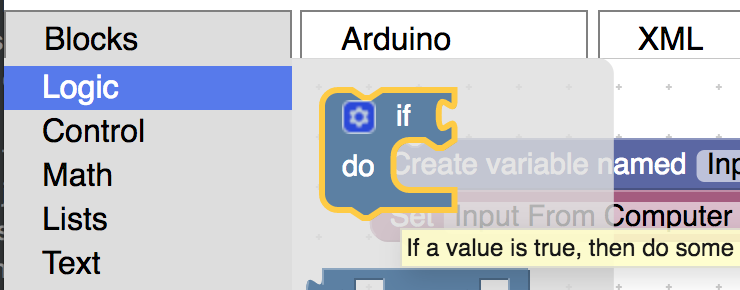 Blocks
Arduino
XML
Logic
Control
Math
Lists
Text
if
do
Create variable named
Inp
Set
Input From Computer
If a value is true, then do some